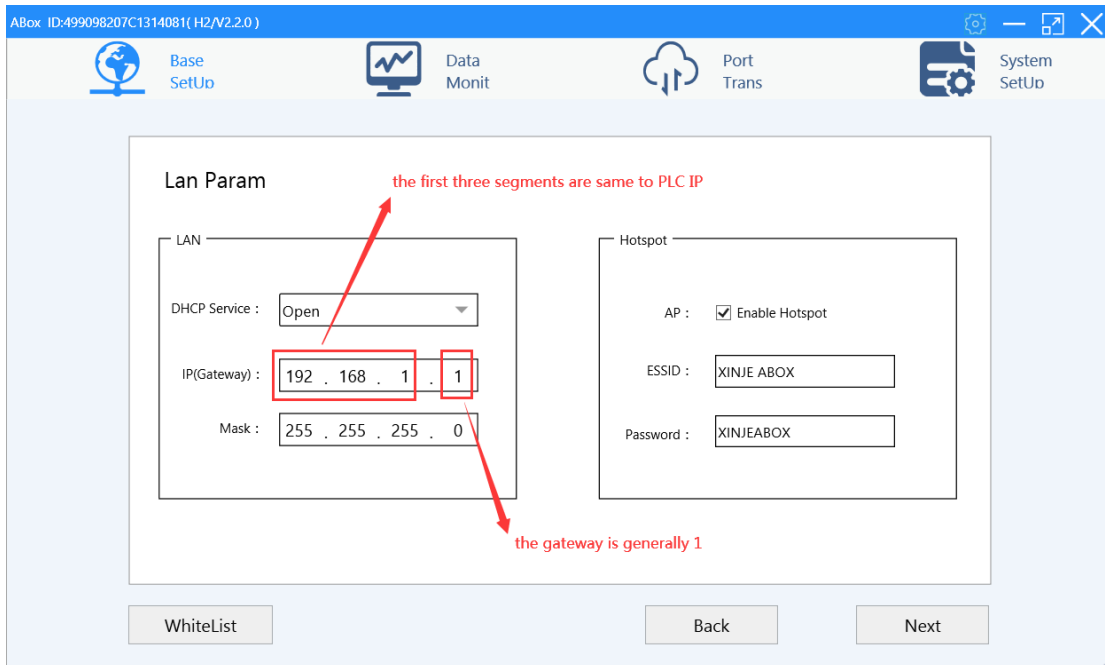 ABox ID:499098207C1314081( H2/V2.2.0 )
Base SetUp
Data Monit
Port Trans
System SetUp
Lan Param
the first three segments are same to PLC IP
LAN
DHCP Service : Open
IP(Gateway) : 192 . 168 . 1 . 1
Mask : 255 . 255 . 255 . 0
Hotspot
AP : Enable Hotspot
ESSID : XINJE ABOX
Password : XINJEABOX
the gateway is generally 1
WhiteList
Back
Next